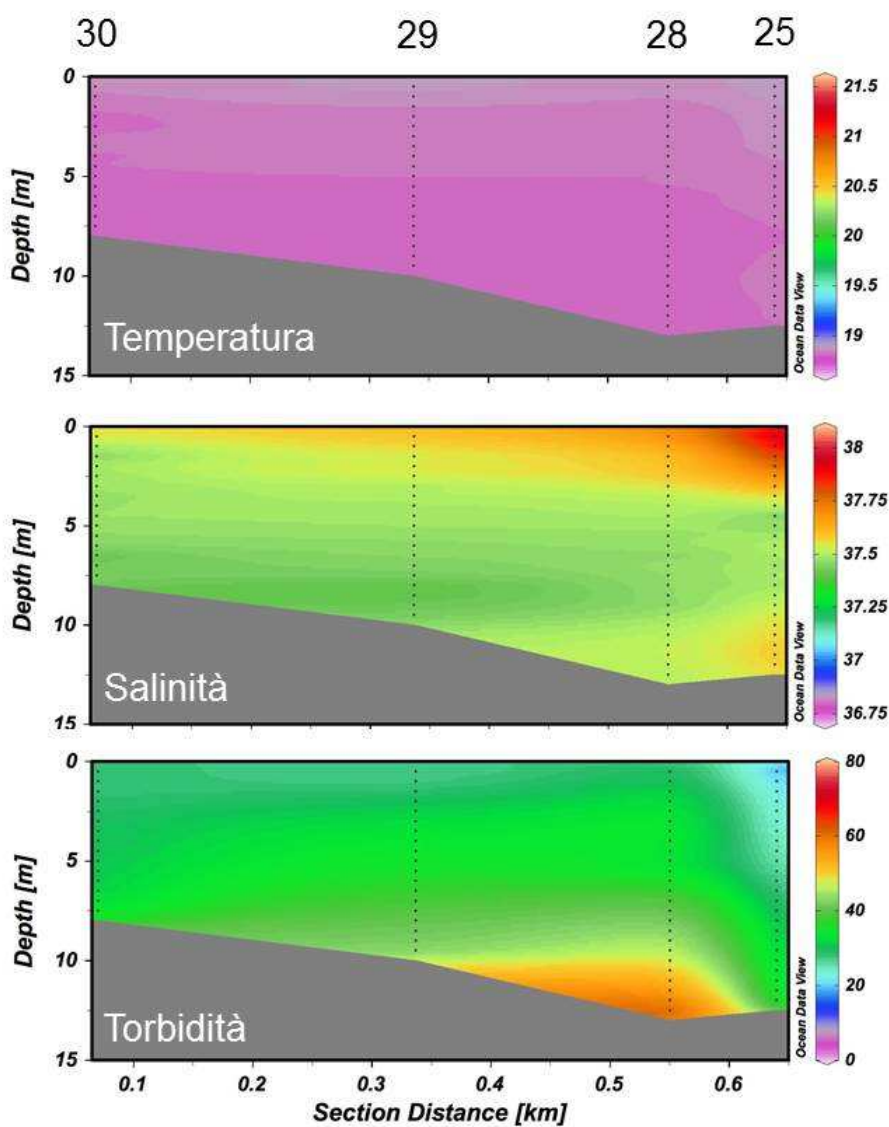 30 29 28 25
0
5
10
15
Depth [m]
Temperatura
Ocean Data View
21.5
21
20.5
20
19.5
19
0
5
10
15
Depth [m]
Salinità
Ocean Data View
38
37.75
37.5
37.25
37
36.75
0
5
10
15
Depth [m]
Torbidità
Ocean Data View
80
60
40
20
0
0.1 0.2 0.3 0.4 0.5 0.6
Section Distance [km]